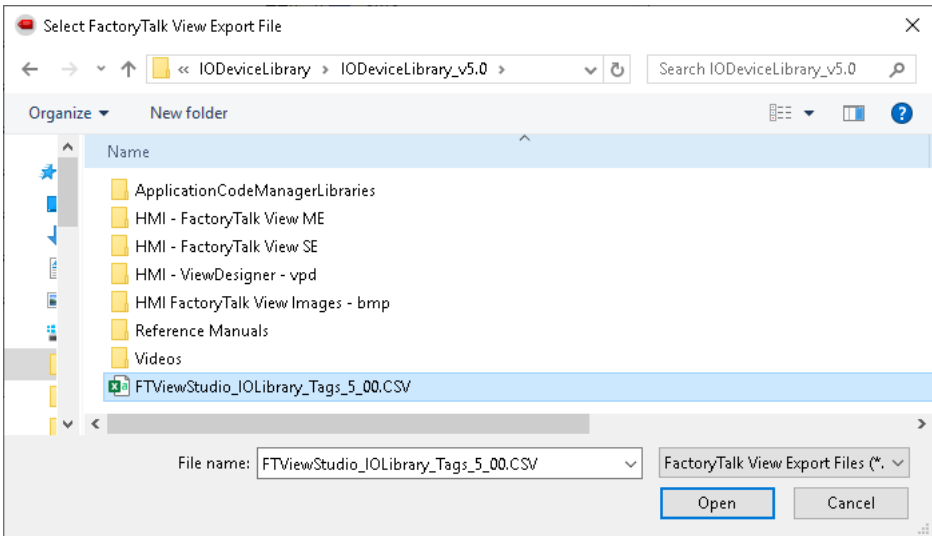 Select FactoryTalk View Export File
« IODeviceLibrary > IODeviceLibrary_v5.0 >
Search IODeviceLibrary_v5.0
Organize
New folder
Name
ApplicationCodeManagerLibraries
HMI - FactoryTalk View ME
HMI - FactoryTalk View SE
HMI - ViewDesigner - vpd
HMI FactoryTalk View Images - bmp
Reference Manuals
Videos
FTViewStudio_IOLibrary_Tags_5_00.CSV
File name: FTViewStudio_IOLibrary_Tags_5_00.CSV
FactoryTalk View Export Files (*.
Open
Cancel